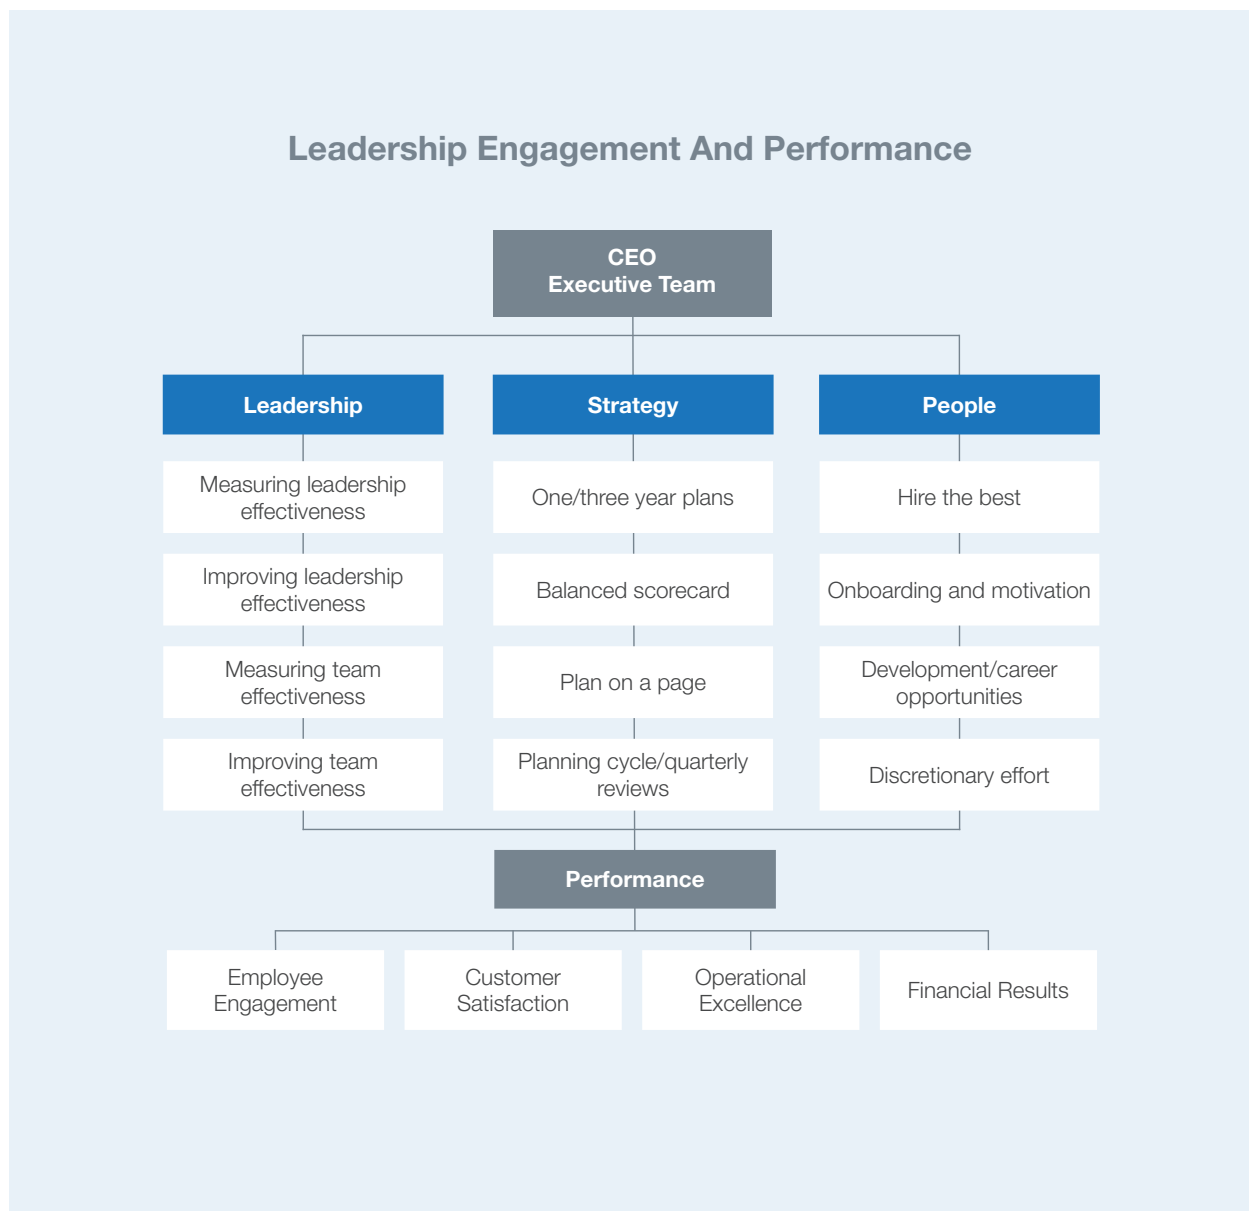 Leadership Engagement And Performance
CEO
Executive Team
Leadership
Strategy
People
Measuring leadership
effectiveness
One/three year plans
Hire the best
Improving leadership
effectiveness
Balanced scorecard
Onboarding and motivation
Measuring team
effectiveness
Plan on a page
Development/career
opportunities
Improving team
effectiveness
Planning cycle/quarterly
reviews
Discretionary effort
Performance
Employee
Engagement
Customer
Satisfaction
Operational
Excellence
Financial Results